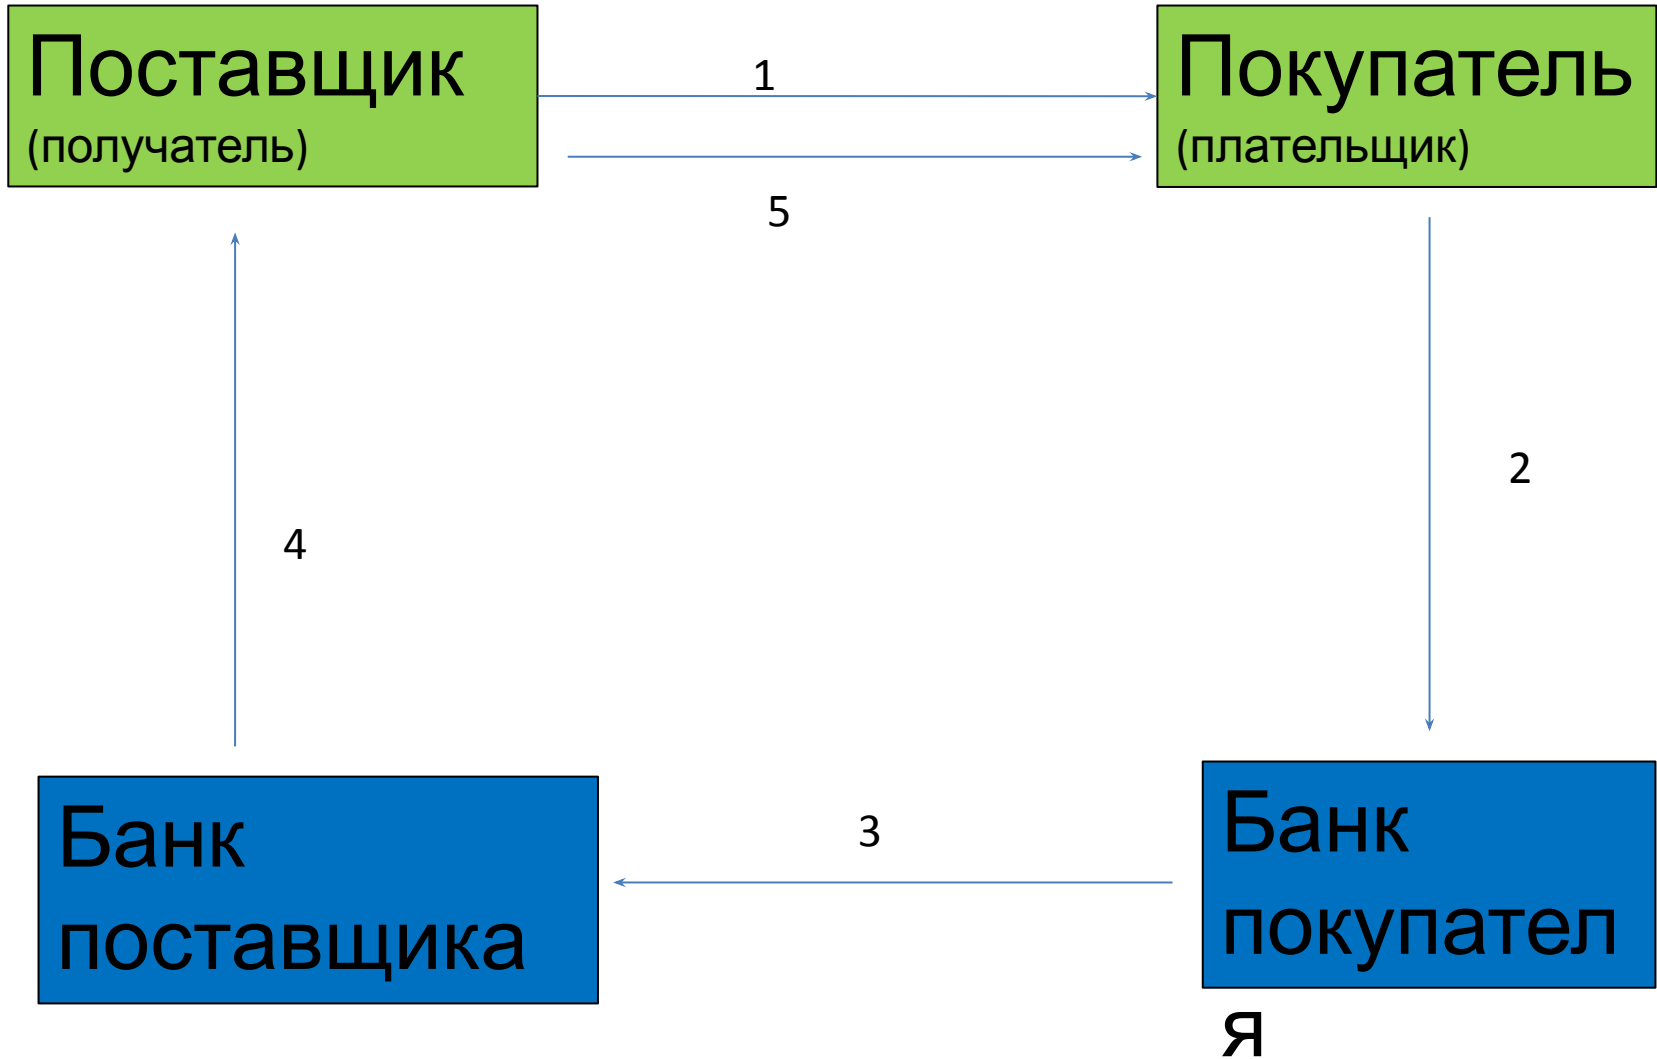 Поставщик
(получатель)
1
Покупатель
(плательщик)
5
2
4
3
Банк
поставщика
Банк
покупател
я